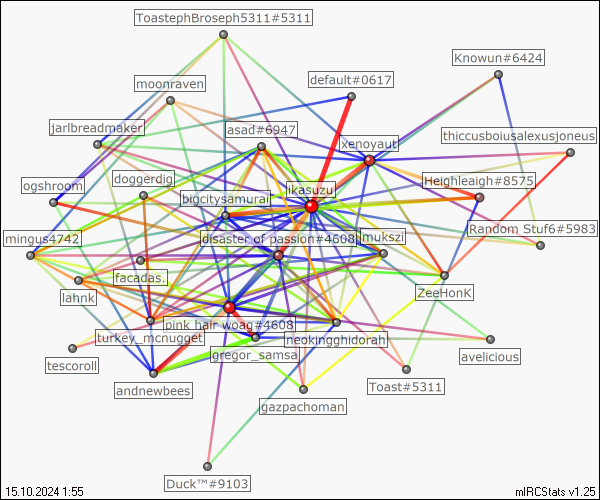 ToastephBroseph5311#5311
Knowun#6424
moonraven
default#0617
jarlbreadmaker
asad#6947
xenoyaut
thiccusboiusalexusjoneus
doggerdig
ogshroom
Heighleaigh#8575
ikasuzu
bigcitysamurai
Random_Stuf6#5983
mingus4742
disaster of passion#4608
mukszi
facadas.
ZeeHonK
lahnk
pink hair woag#4608
turkey_mcnugget
neokingghidorah
gregor_samsa
avelicious
tescoroll
andnewbees
Toast#5311
gazpachoman
Duck™#9103
15.10.2024 1:55
mIRCStats v1.25